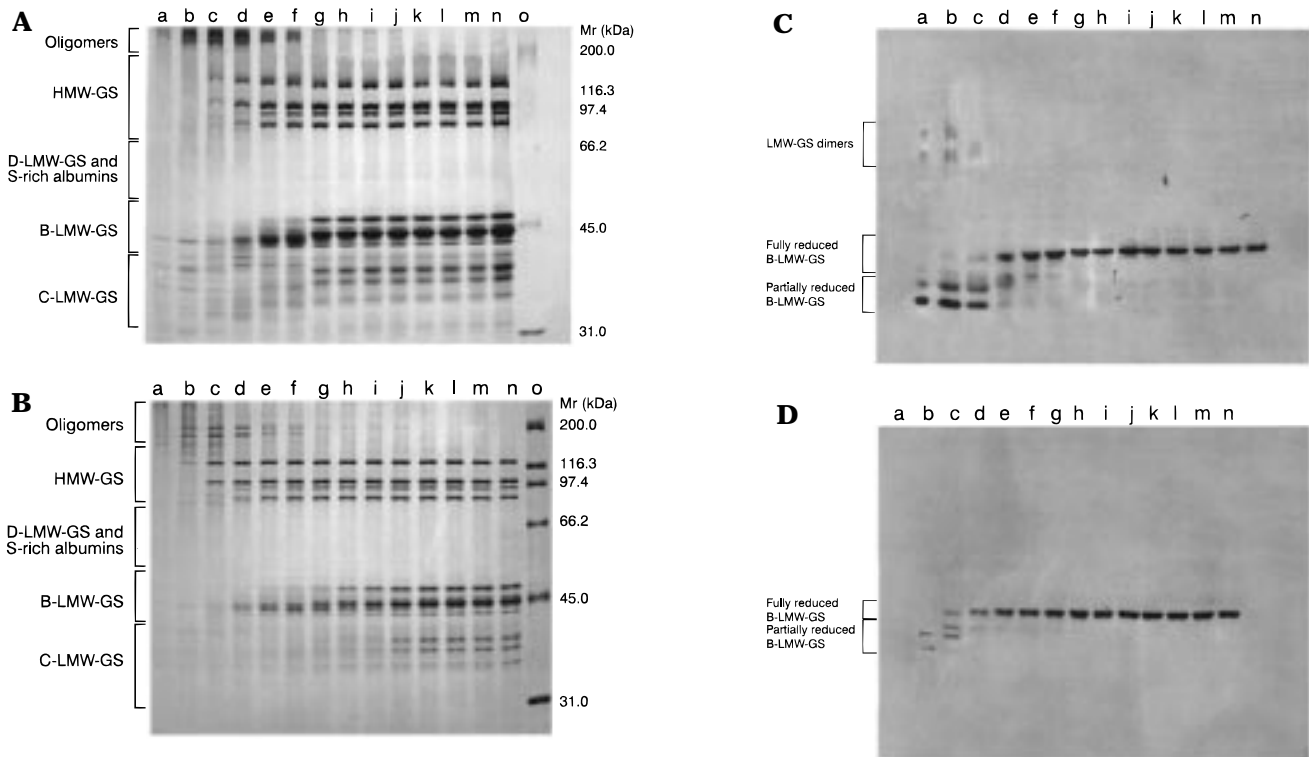 A
a b c d e f g h i j k l m n o
Mr (kDa)
Oligomers
200.0
HMW-GS
116.3
97.4
66.2
D-LMW-GS and
S-rich albumins
B-LMW-GS
45.0
C-LMW-GS
31.0
B
a b c d e f g h i j k l m n o
Mr (kDa)
Oligomers
200.0
HMW-GS
116.3
97.4
66.2
D-LMW-GS and
S-rich albumins
B-LMW-GS
45.0
C-LMW-GS
31.0
C
a b c d e f g h i j k l m n
LMW-GS dimers
Fully reduced
B-LMW-GS
Partially reduced
B-LMW-GS
D
a b c d e f g h i j k l m n
Fully reduced
B-LMW-GS
Partially reduced
B-LMW-GS